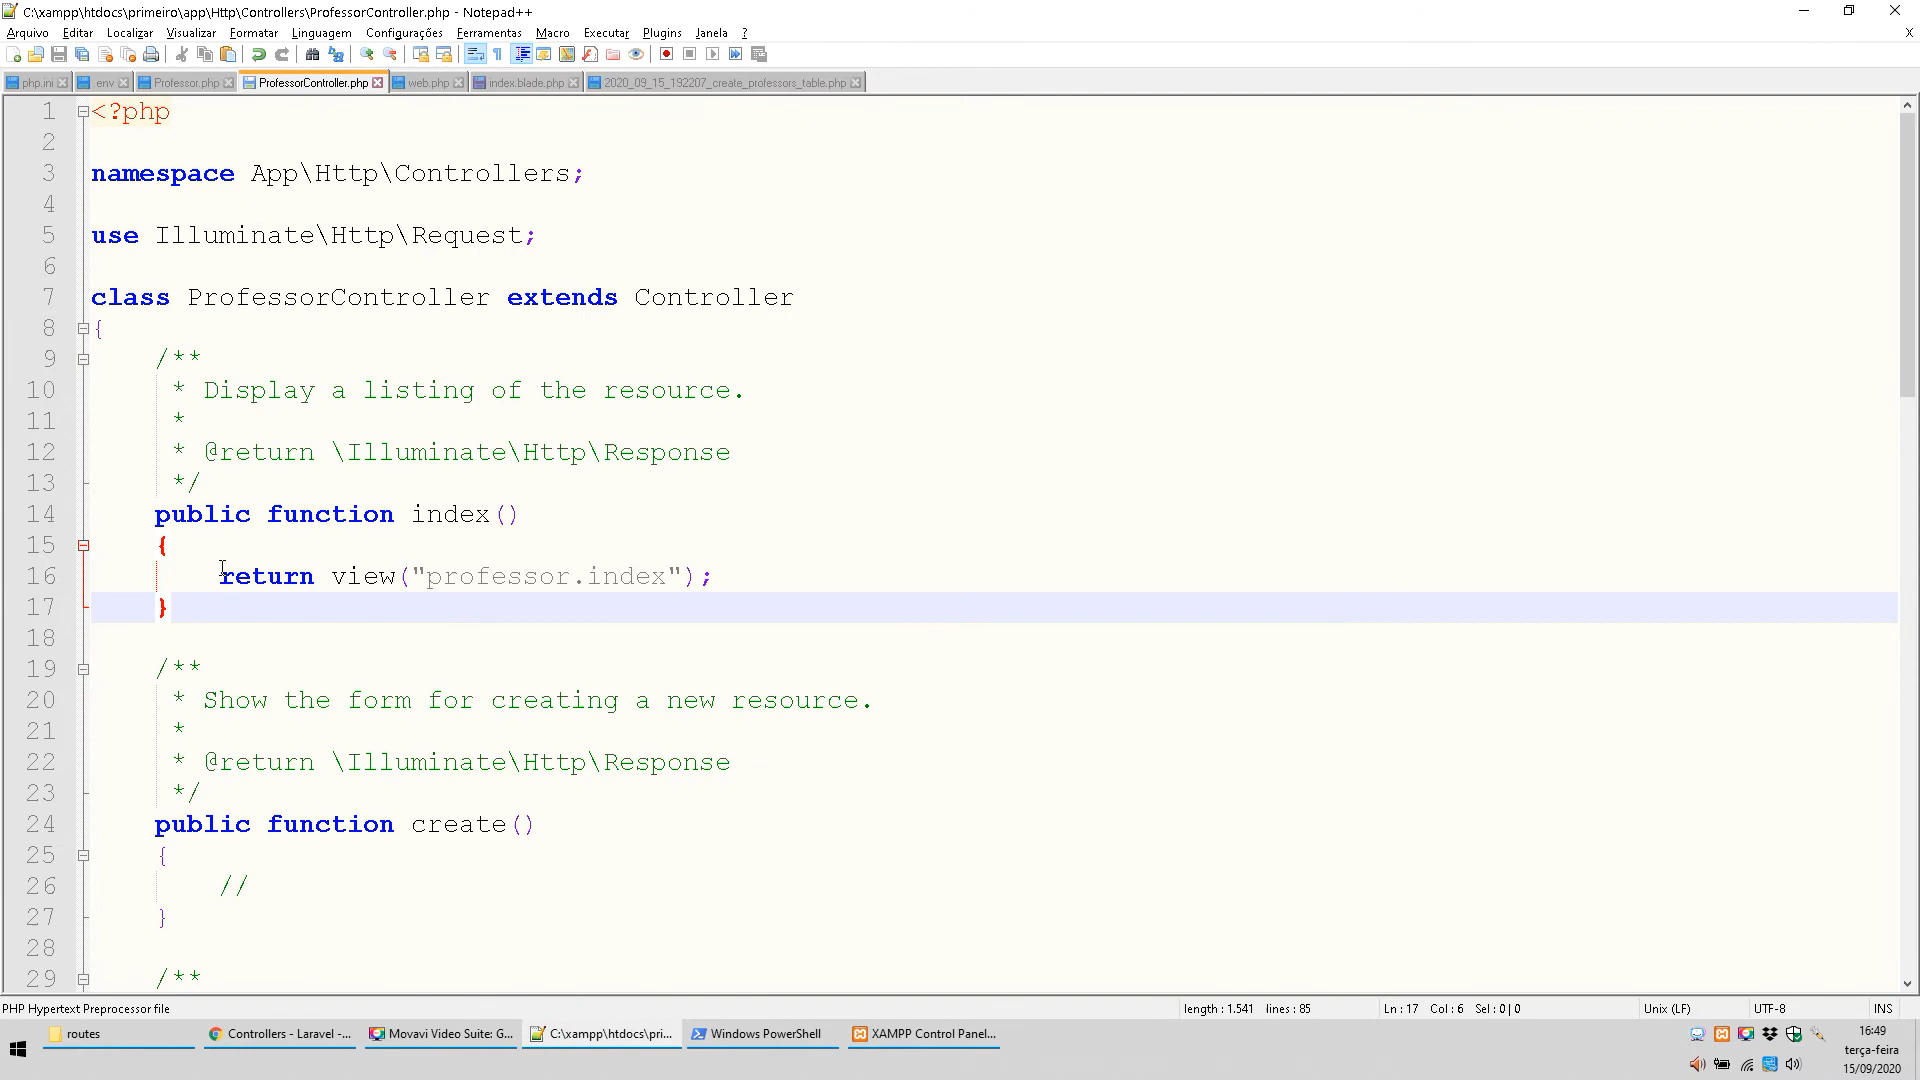 C:\xampp\htdocs\primeiro\app\Http\Controllers\ProfessorController.php - Notepad++
Arquivo Editar Localizar Visualizar Formatar Linguagem Configurações Ferramentas Macro Executar Plugins Janela ? X
php.ini .env Professor.php ProfessorController.php web.php index.blade.php 2020_09_15_192207_create_professors_table.php
1 <?php
2
3 namespace App\Http\Controllers;
4
5 use Illuminate\Http\Request;
6
7 class ProfessorController extends Controller
8 {
9 /**
10 * Display a listing of the resource.
11 *
12 * @return \Illuminate\Http\Response
13 */
14 public function index()
15 {
16 return view("professor.index");
17 }
18
19 /**
20 * Show the form for creating a new resource.
21 *
22 * @return \Illuminate\Http\Response
23 */
24 public function create()
25 {
26 //
27 }
28
29 /**
PHP Hypertext Preprocessor file length : 1.541 lines : 85 Ln : 17 Col : 6 Sel : 0 | 0 Unix (LF) UTF-8 INS
routes Controllers - Laravel -... Movavi Video Suite: G... C:\xampp\htdocs\pri... Windows PowerShell XAMPP Control Panel...
16:49
terça-feira
15/09/2020